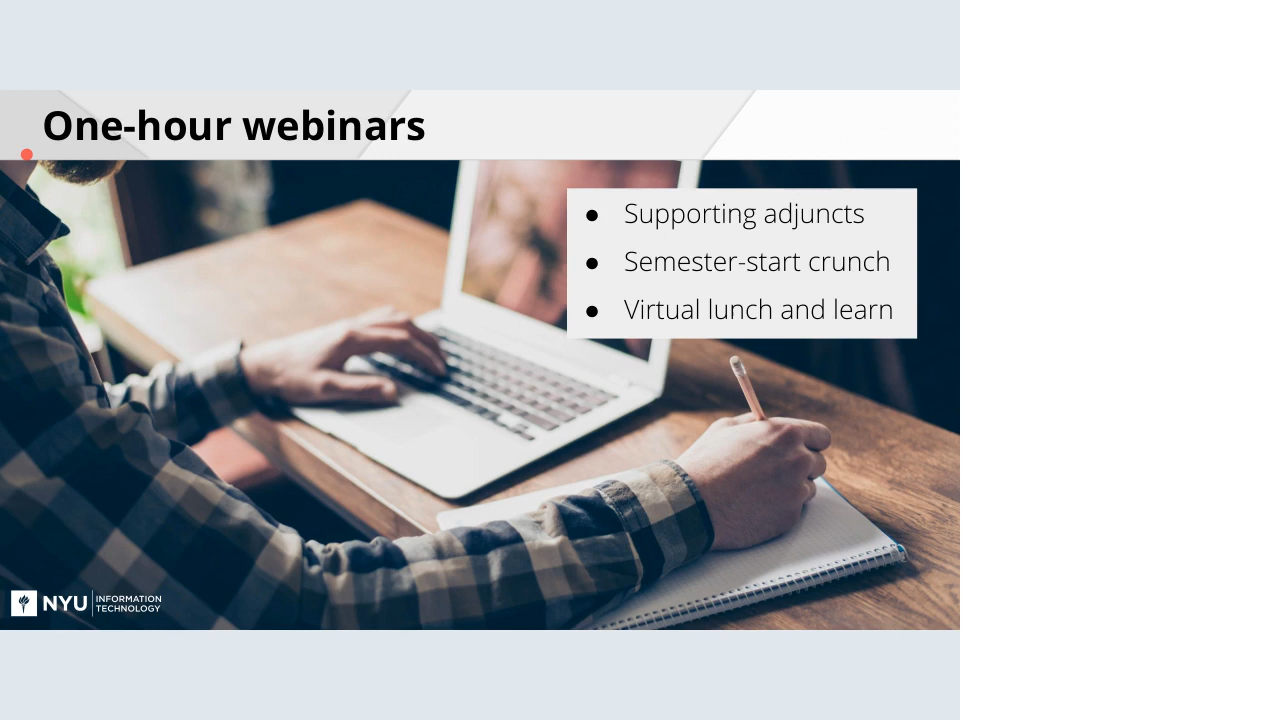 One-hour webinars
● Supporting adjuncts
● Semester-start crunch
● Virtual lunch and learn
NYU INFORMATION
TECHNOLOGY